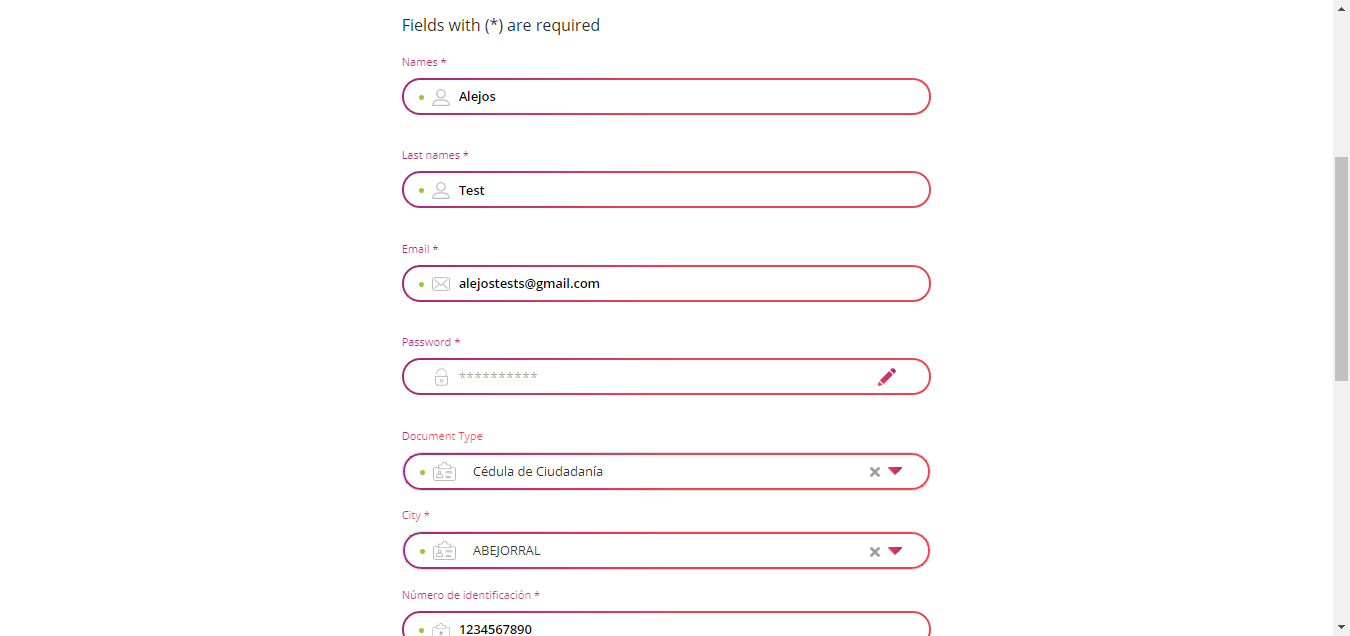 Fields with (*) are required
Names *
Alejos
Last names *
Test
Email *
alejostests@gmail.com
Password *
**********
Document Type
Cédula de Ciudadanía
City *
ABEJORRAL
Número de identificación *
1234567890